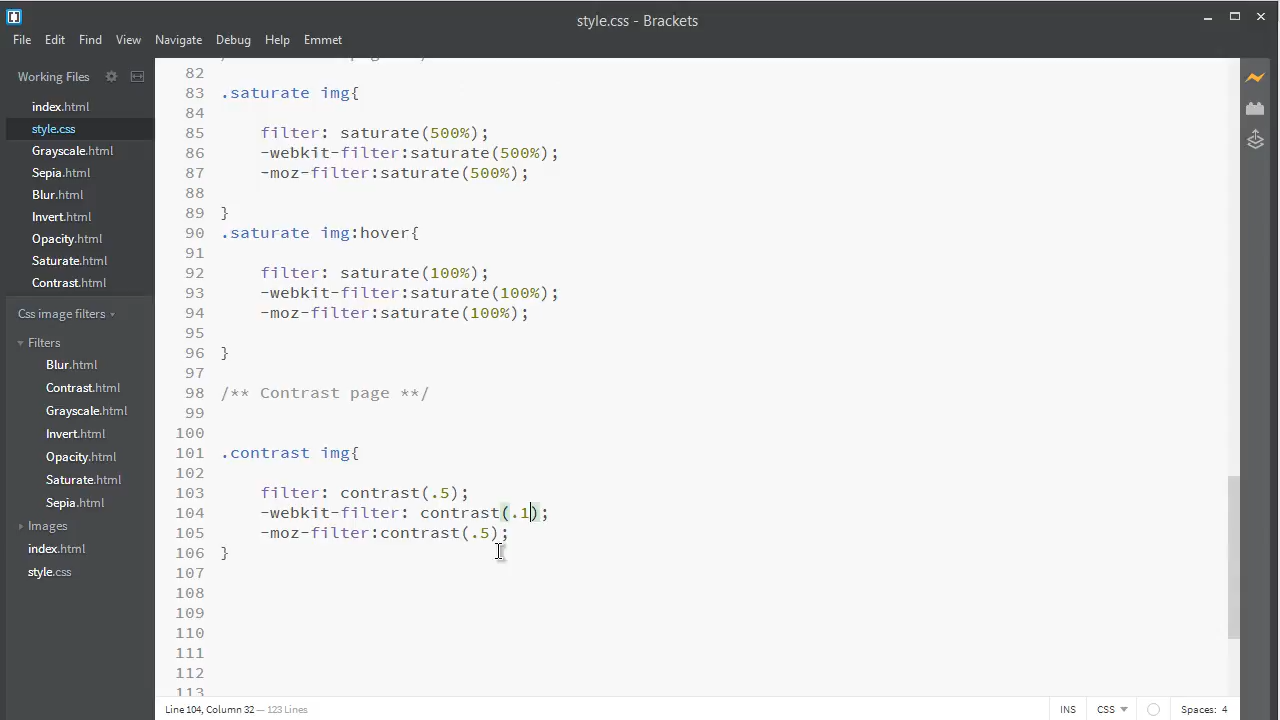 style.css - Brackets
File Edit Find View Navigate Debug Help Emmet
Working Files
index.html
style.css
Grayscale.html
Sepia.html
Blur.html
Invert.html
Opacity.html
Saturate.html
Contrast.html
Css image filters
Filters
Blur.html
Contrast.html
Grayscale.html
Invert.html
Opacity.html
Saturate.html
Sepia.html
Images
index.html
style.css
82
83 .saturate img{
84
85 filter: saturate(500%);
86 -webkit-filter:saturate(500%);
87 -moz-filter:saturate(500%);
88
89 }
90 .saturate img:hover{
91
92 filter: saturate(100%);
93 -webkit-filter:saturate(100%);
94 -moz-filter:saturate(100%);
95
96 }
97
98 /** Contrast page **/
99
100
101 .contrast img{
102
103 filter: contrast(.5);
104 -webkit-filter: contrast(.1);
105 -moz-filter:contrast(.5);
106 }
107
108
109
110
111
112
113
Line 104, Column 32 — 123 Lines
INS CSS Spaces: 4